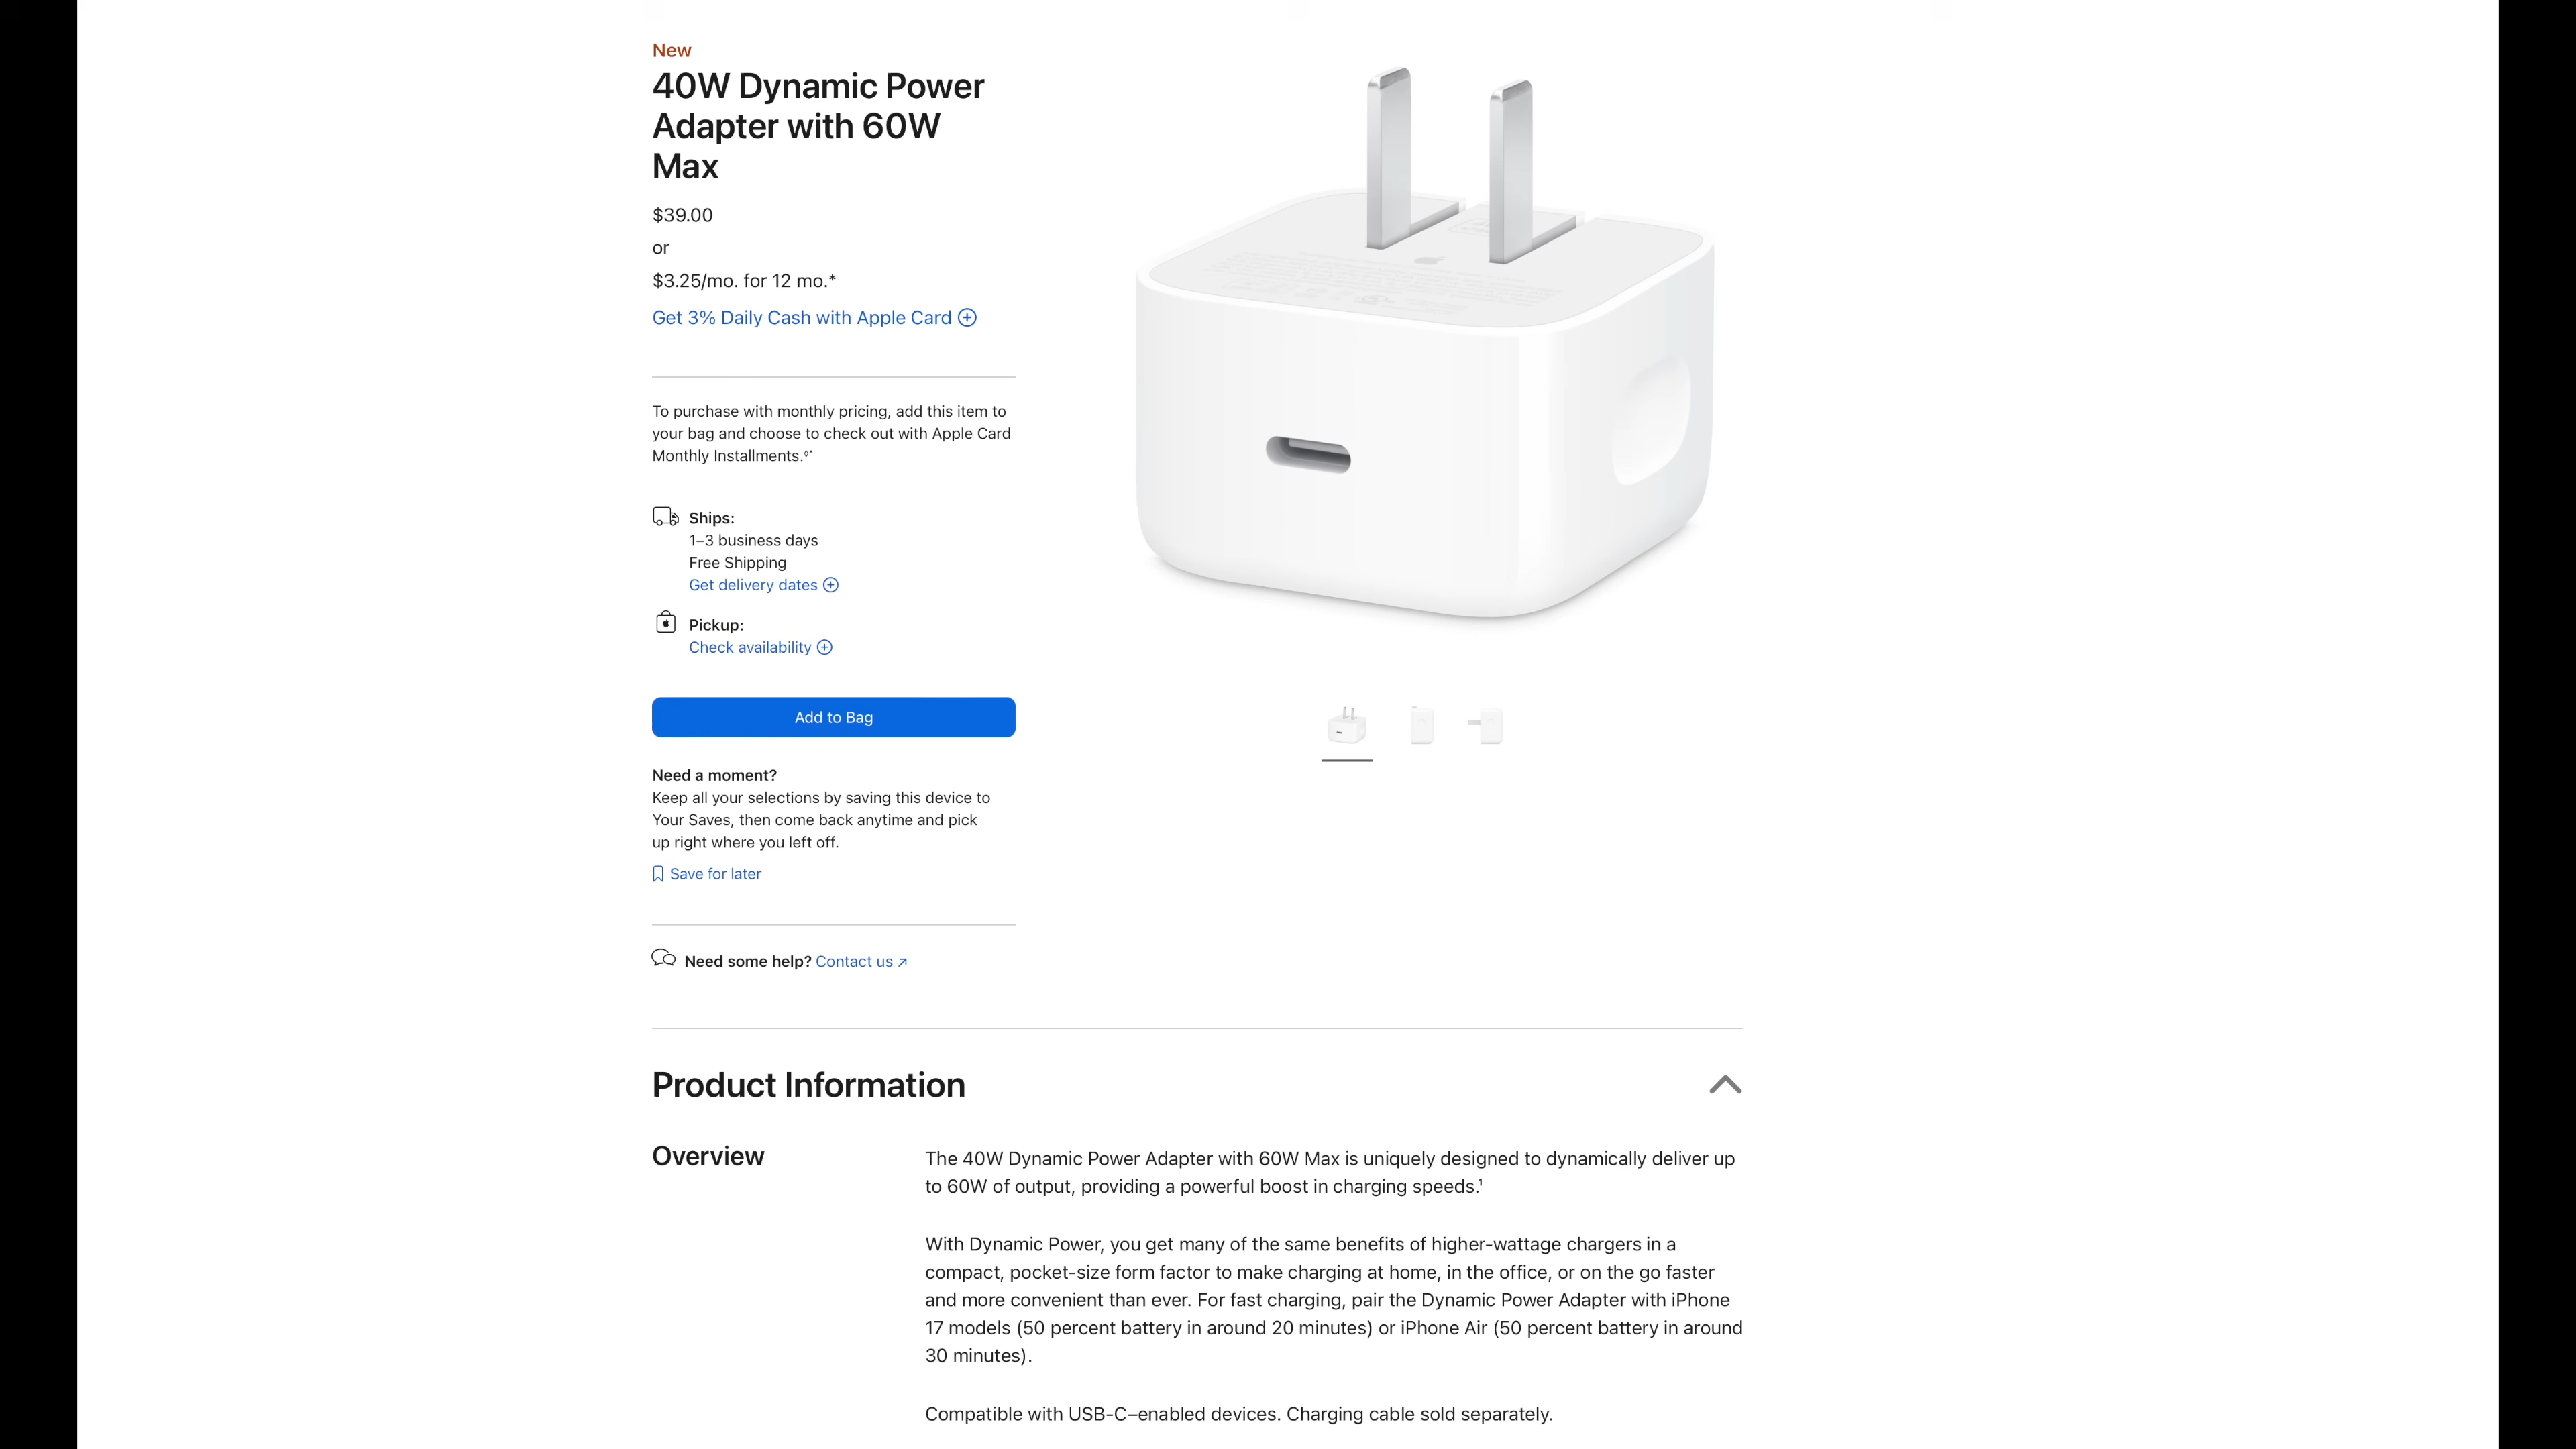 New
40W Dynamic Power
Adapter with 60W
Max
$39.00
or
$3.25/mo. for 12 mo.*
Get 3% Daily Cash with Apple Card
To purchase with monthly pricing, add this item to
your bag and choose to check out with Apple Card
Monthly Installments.◊*
Ships:
1–3 business days
Free Shipping
Get delivery dates
Pickup:
Check availability
Add to Bag
Need a moment?
Keep all your selections by saving this device to
Your Saves, then come back anytime and pick
up right where you left off.
Save for later
Need some help? Contact us ↗
Product Information
Overview
The 40W Dynamic Power Adapter with 60W Max is uniquely designed to dynamically deliver up
to 60W of output, providing a powerful boost in charging speeds.¹
With Dynamic Power, you get many of the same benefits of higher-wattage chargers in a
compact, pocket-size form factor to make charging at home, in the office, or on the go faster
and more convenient than ever. For fast charging, pair the Dynamic Power Adapter with iPhone
17 models (50 percent battery in around 20 minutes) or iPhone Air (50 percent battery in around
30 minutes).
Compatible with USB-C–enabled devices. Charging cable sold separately.